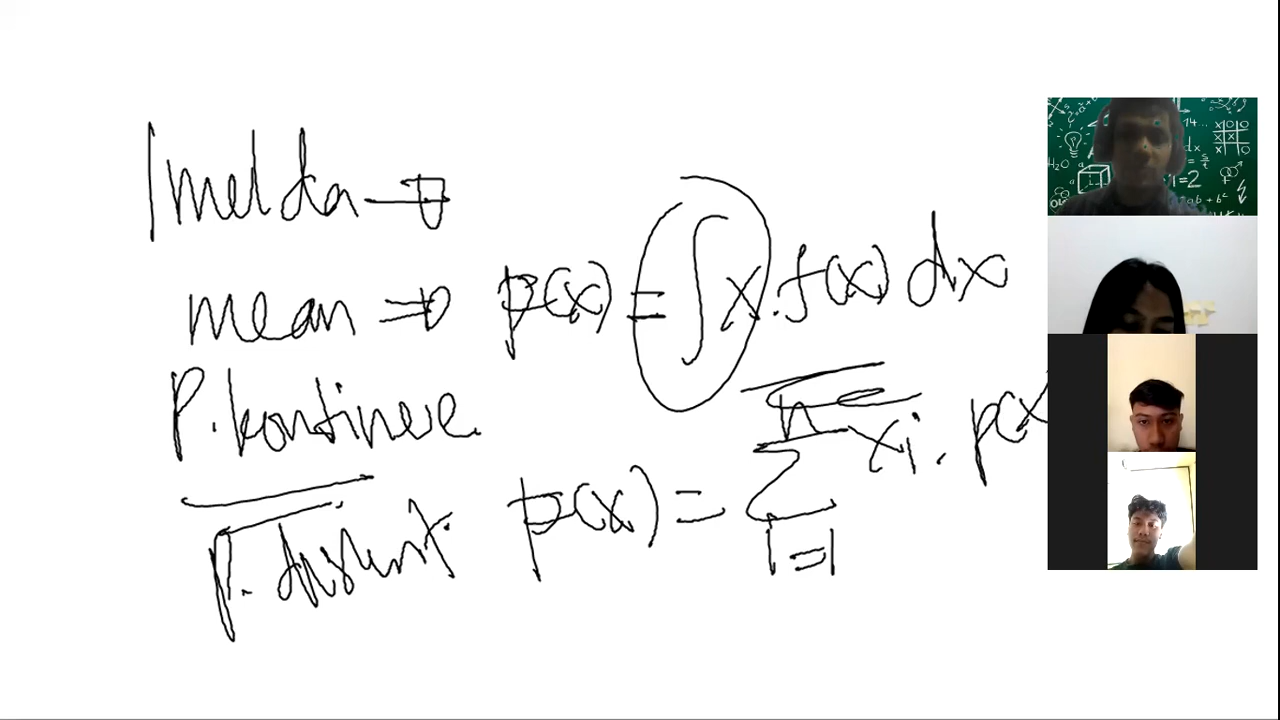 Imelda →
mean ⇒ p(x) = ∫ x.f(x) dx
P. kontinue
P. diskrit. p(x) = n ∑ i=1 xi . p(x